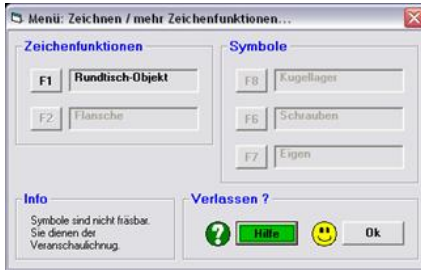 Menü: Zeichnen / mehr Zeichenfunktionen...
Zeichenfunktionen
F1 Rundtisch-Objekt
F2 Flansche
Symbole
F8 Kugellager
F6 Schrauben
F7 Eigen
Info
Symbole sind nicht fräsbar.
Sie dienen der
Veranschaulichnug.
Verlassen ?
Hilfe
Ok